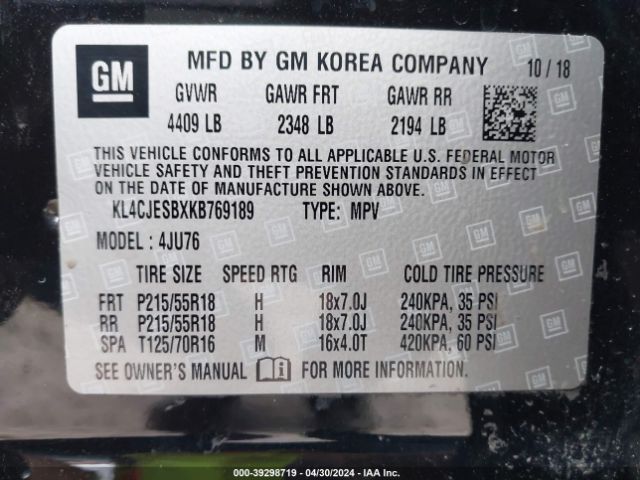 GM MFD BY GM KOREA COMPANY 10/18
GVWR GAWR FRT GAWR RR
4409 LB 2348 LB 2194 LB
THIS VEHICLE CONFORMS TO ALL APPLICABLE U.S. FEDERAL MOTOR
VEHICLE SAFETY AND THEFT PREVENTION STANDARDS IN EFFECT
ON THE DATE OF MANUFACTURE SHOWN ABOVE.
KL4CJESBXKB769189 TYPE: MPV
MODEL : 4JU76
TIRE SIZE SPEED RTG RIM COLD TIRE PRESSURE
FRT P215/55R18 H 18x7.0J 240KPA, 35 PSI
RR P215/55R18 H 18x7.0J 240KPA, 35 PSI
SPA T125/70R16 M 16x4.0T 420KPA, 60 PSI
SEE OWNER'S MANUAL FOR MORE INFORMATION.
000-39298719 - 04/30/2024 - IAA Inc.